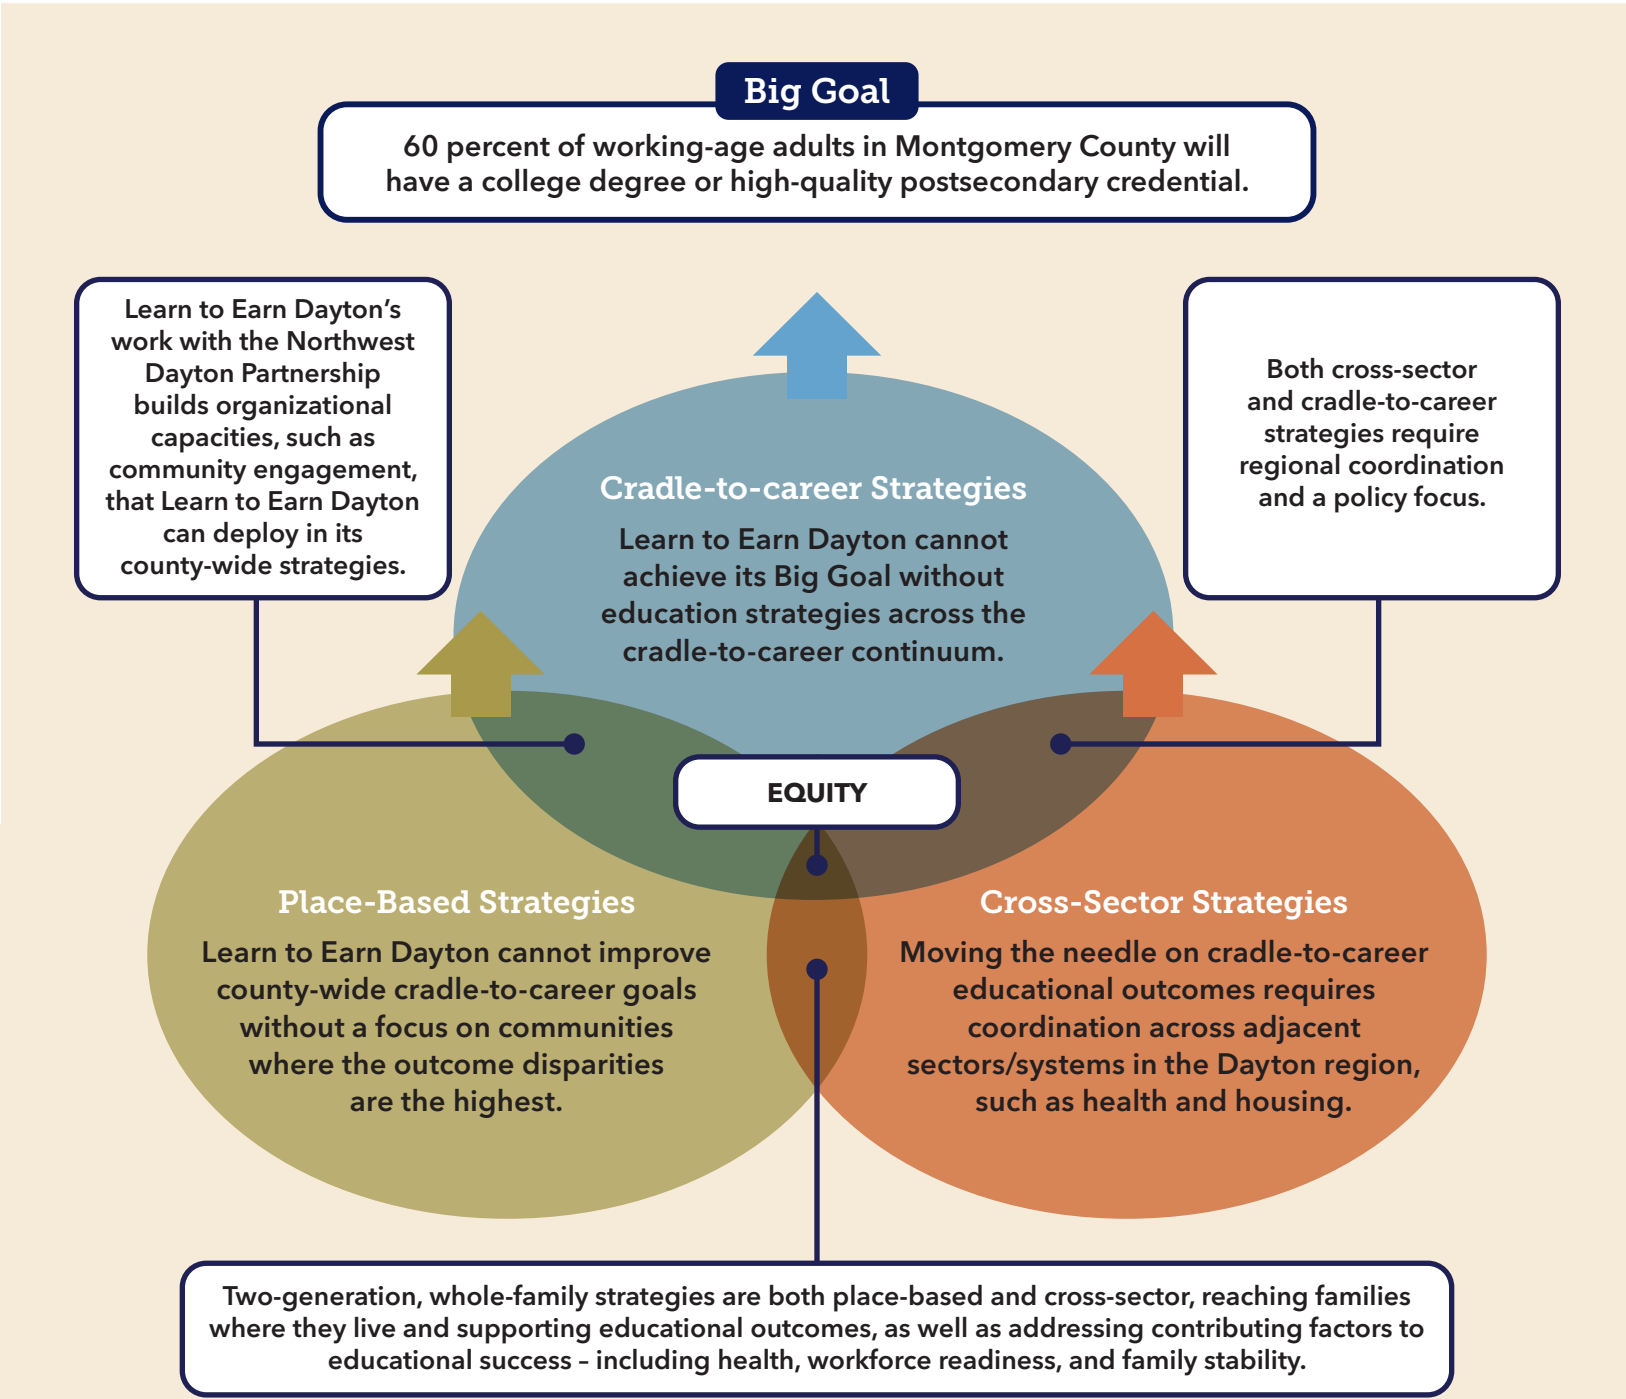 Big Goal
60 percent of working-age adults in Montgomery County will
have a college degree or high-quality postsecondary credential.
Learn to Earn Dayton’s
work with the Northwest
Dayton Partnership
builds organizational
capacities, such as
community engagement,
that Learn to Earn Dayton
can deploy in its
county-wide strategies.
Both cross-sector
and cradle-to-career
strategies require
regional coordination
and a policy focus.
Cradle-to-career Strategies
Learn to Earn Dayton cannot
achieve its Big Goal without
education strategies across the
cradle-to-career continuum.
EQUITY
Place-Based Strategies
Learn to Earn Dayton cannot improve
county-wide cradle-to-career goals
without a focus on communities
where the outcome disparities
are the highest.
Cross-Sector Strategies
Moving the needle on cradle-to-career
educational outcomes requires
coordination across adjacent
sectors/systems in the Dayton region,
such as health and housing.
Two-generation, whole-family strategies are both place-based and cross-sector, reaching families
where they live and supporting educational outcomes, as well as addressing contributing factors to
educational success – including health, workforce readiness, and family stability.